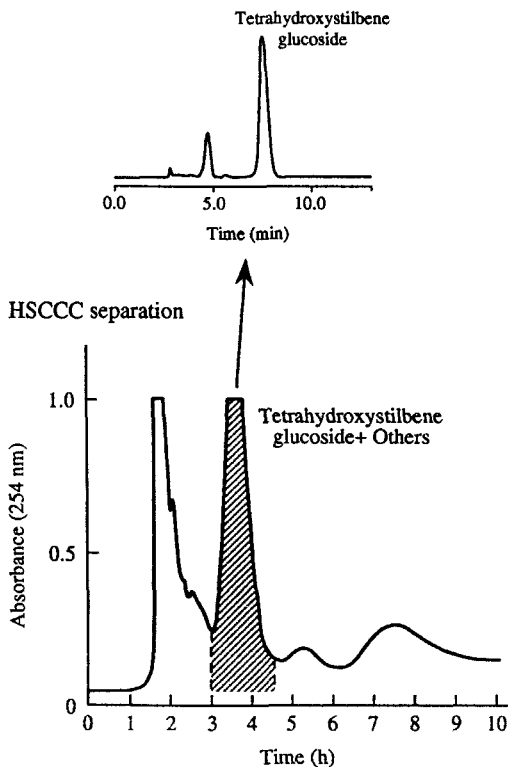 Tetrahydroxystilbene
glucoside
0.0 5.0 10.0
Time (min)
HSCCC separation
Tetrahydroxystilbene
glucoside+ Others
Absorbance (254 nm)
1.0
0.5
0
0 1 2 3 4 5 6 7 8 9 10
Time (h)